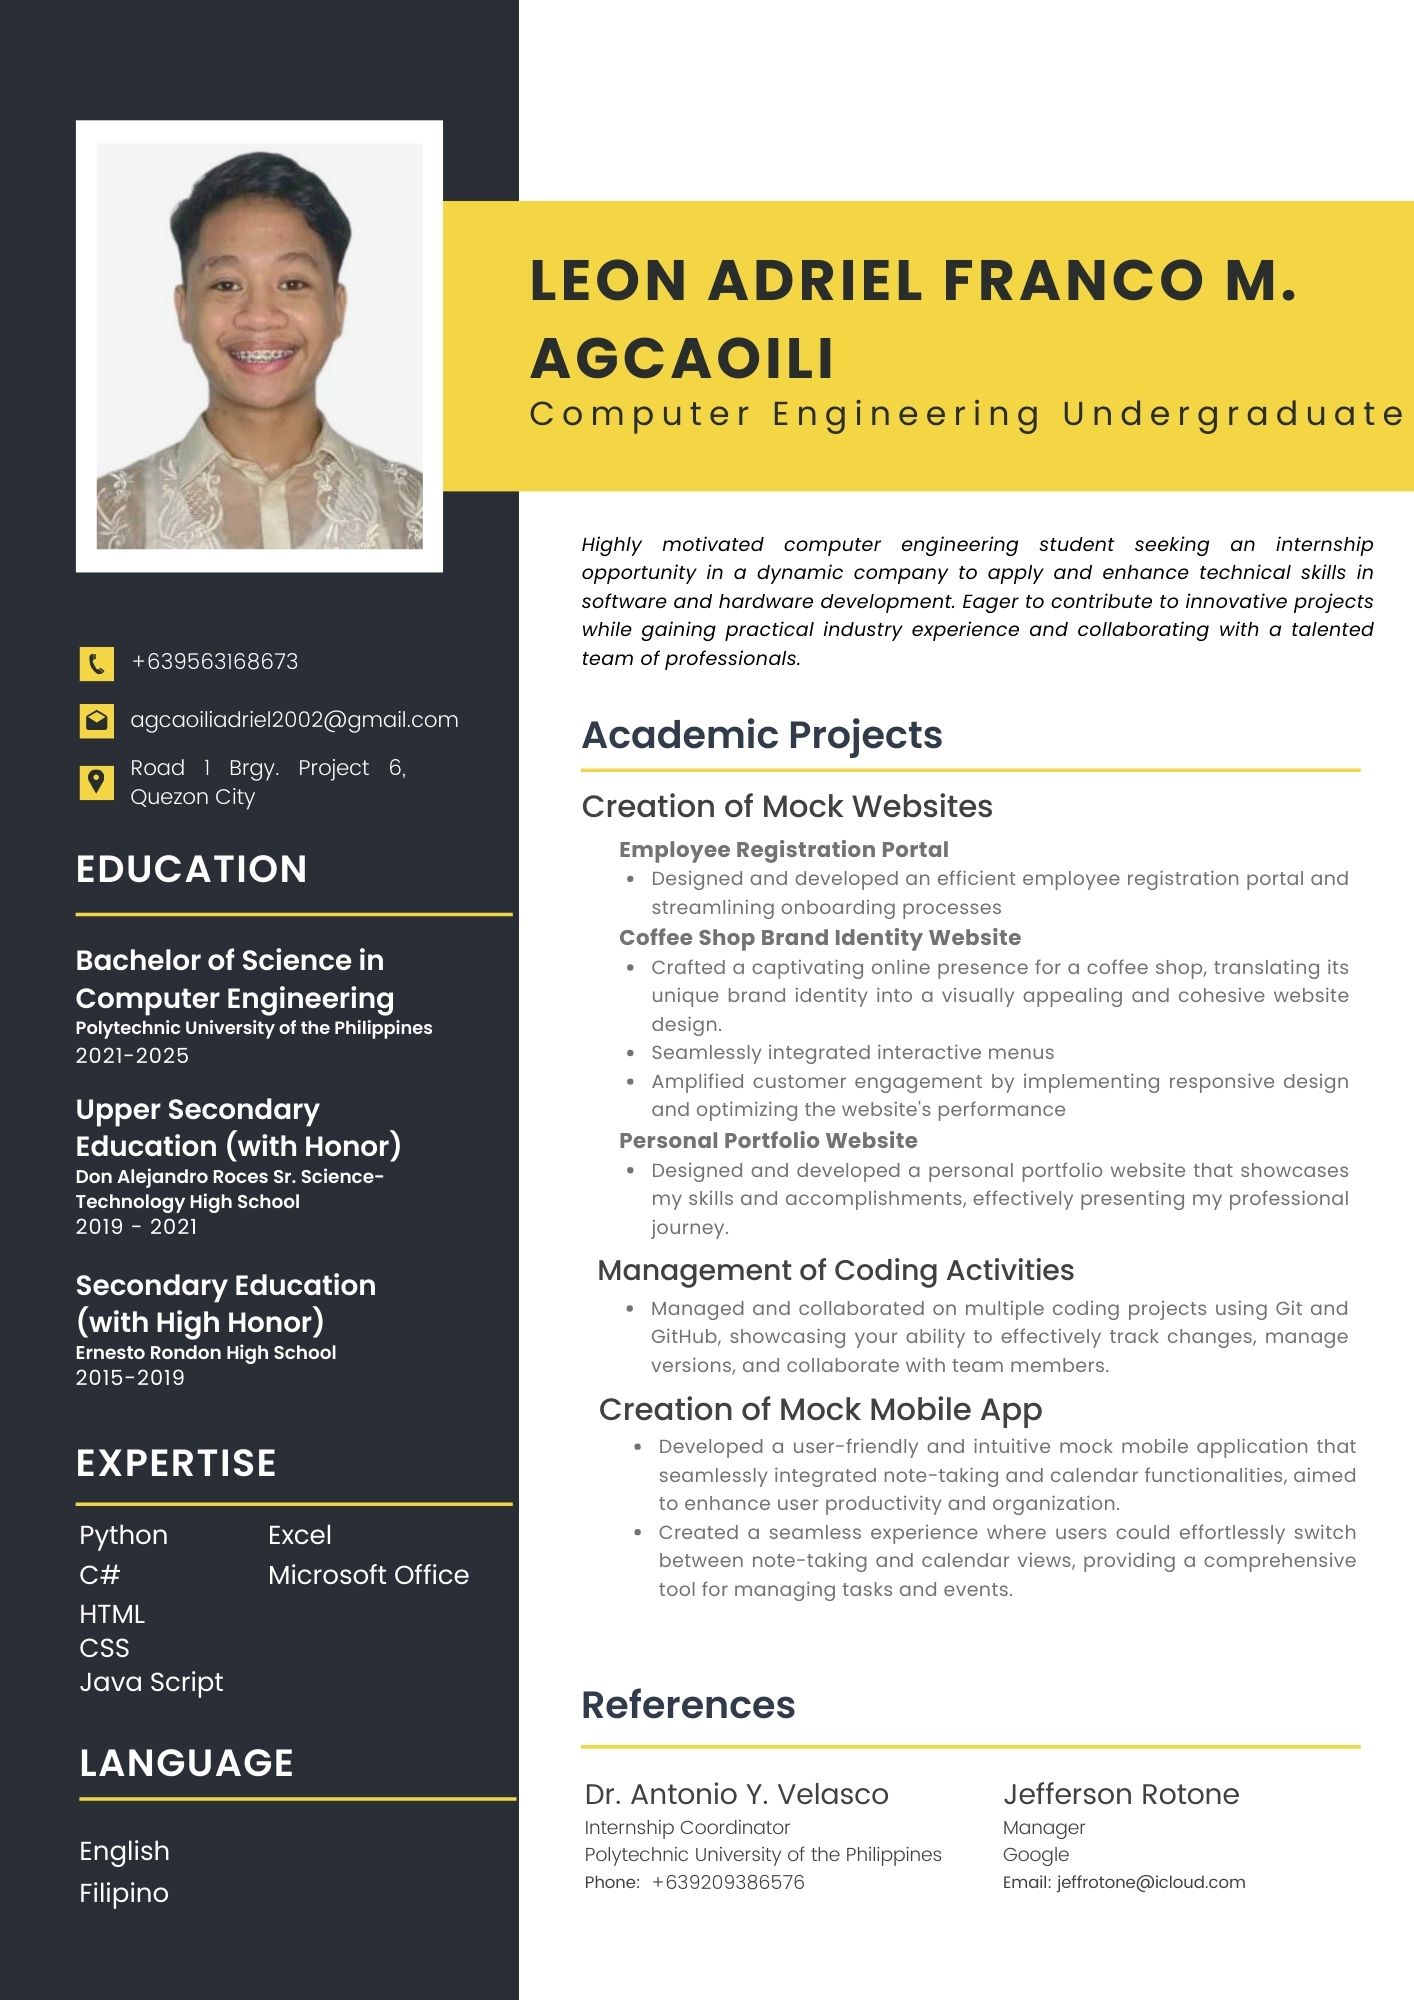 LEON ADRIEL FRANCO M.
AGCAOILI
Computer Engineering Undergraduate
+639563168673
agcaoiliadriel2002@gmail.com
Road 1 Brgy. Project 6,
Quezon City
EDUCATION
Bachelor of Science in
Computer Engineering
Polytechnic University of the Philippines
2021-2025
Upper Secondary
Education (with Honor)
Don Alejandro Roces Sr. Science-
Technology High School
2019 - 2021
Secondary Education
(with High Honor)
Ernesto Rondon High School
2015-2019
EXPERTISE
Python
C#
HTML
CSS
Java Script
Excel
Microsoft Office
LANGUAGE
English
Filipino
Highly motivated computer engineering student seeking an internship
opportunity in a dynamic company to apply and enhance technical skills in
software and hardware development. Eager to contribute to innovative projects
while gaining practical industry experience and collaborating with a talented
team of professionals.
Academic Projects
Creation of Mock Websites
Employee Registration Portal
• Designed and developed an efficient employee registration portal and
streamlining onboarding processes
Coffee Shop Brand Identity Website
• Crafted a captivating online presence for a coffee shop, translating its
unique brand identity into a visually appealing and cohesive website
design.
• Seamlessly integrated interactive menus
• Amplified customer engagement by implementing responsive design
and optimizing the website's performance
Personal Portfolio Website
• Designed and developed a personal portfolio website that showcases
my skills and accomplishments, effectively presenting my professional
journey.
Management of Coding Activities
• Managed and collaborated on multiple coding projects using Git and
GitHub, showcasing your ability to effectively track changes, manage
versions, and collaborate with team members.
Creation of Mock Mobile App
• Developed a user-friendly and intuitive mock mobile application that
seamlessly integrated note-taking and calendar functionalities, aimed
to enhance user productivity and organization.
• Created a seamless experience where users could effortlessly switch
between note-taking and calendar views, providing a comprehensive
tool for managing tasks and events.
References
Dr. Antonio Y. Velasco
Internship Coordinator
Polytechnic University of the Philippines
Phone: +639209386576
Jefferson Rotone
Manager
Google
Email: jeffrotone@icloud.com